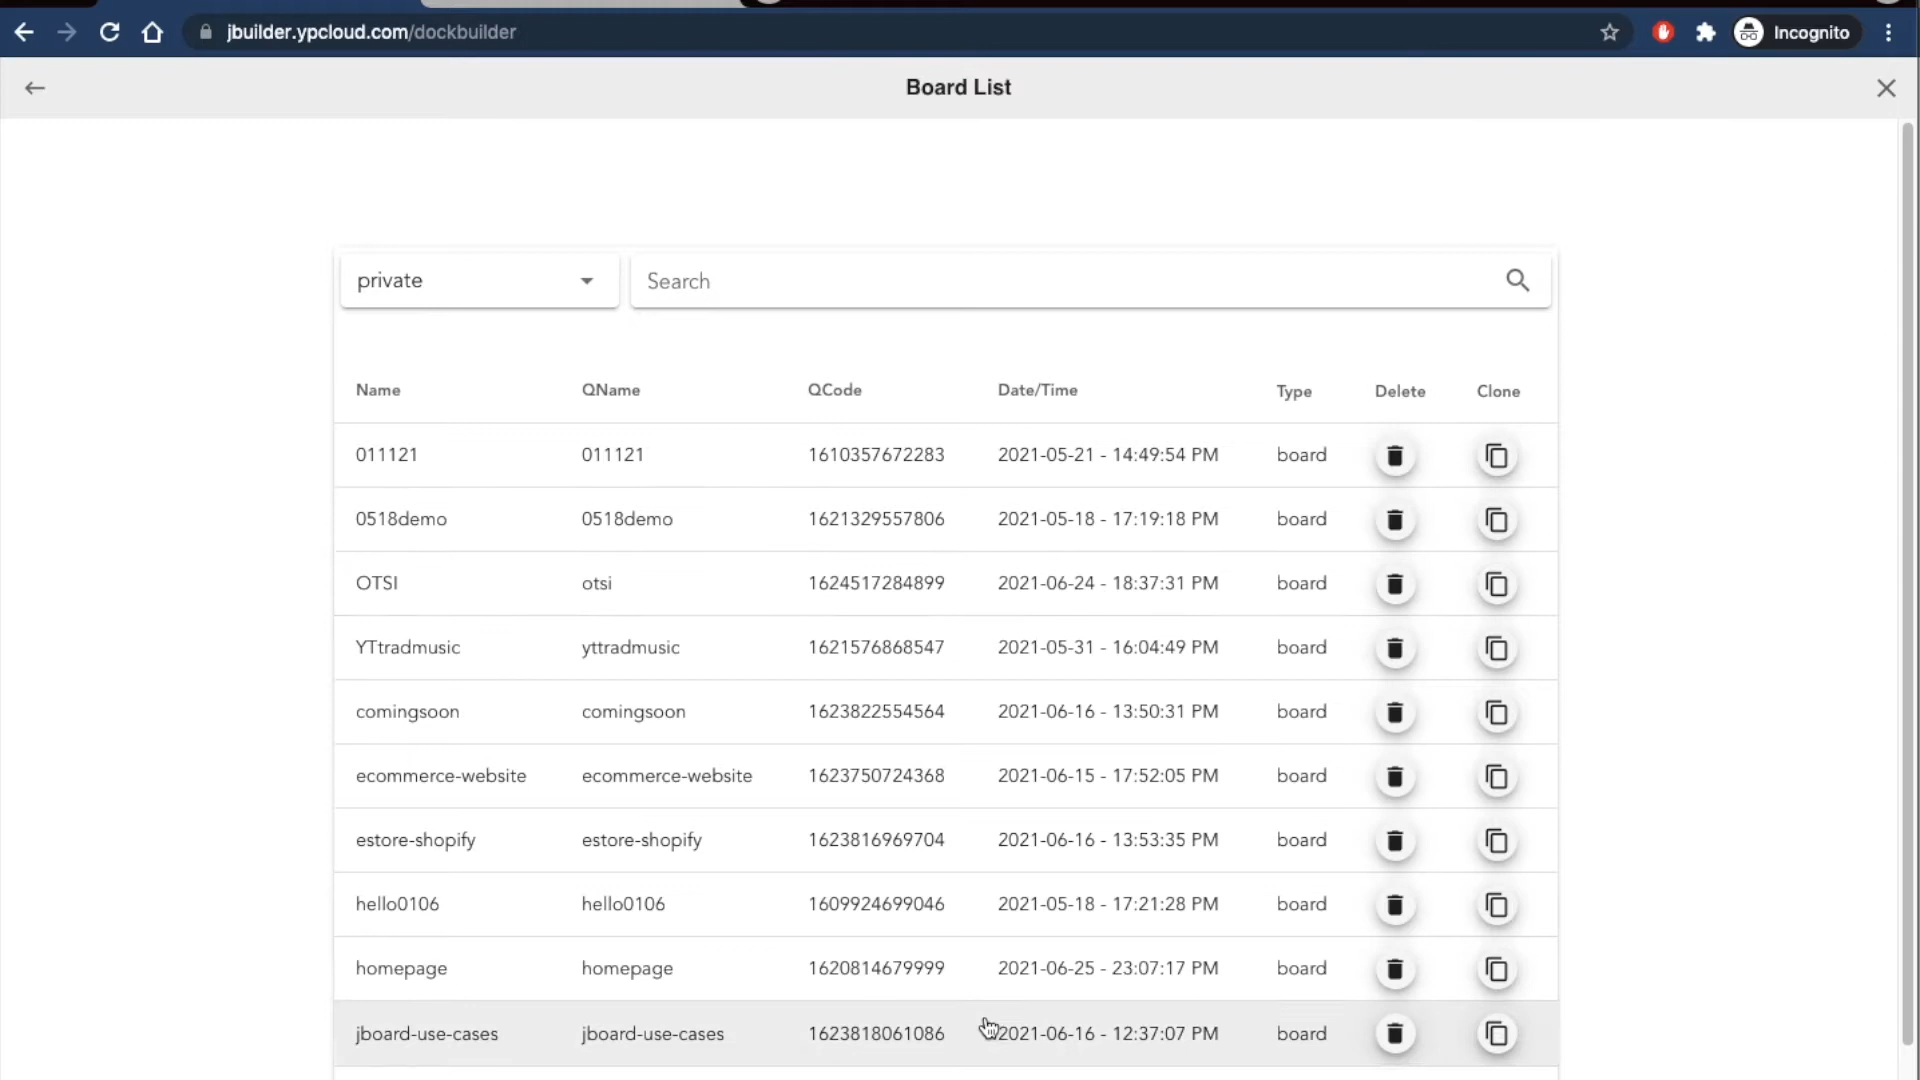 jbuilder.ypcloud.com/dockbuilder Incognito
Board List
private Search
Name QName QCode Date/Time Type Delete Clone
011121 011121 1610357672283 2021-05-21 - 14:49:54 PM board
0518demo 0518demo 1621329557806 2021-05-18 - 17:19:18 PM board
OTSI otsi 1624517284899 2021-06-24 - 18:37:31 PM board
YTtradmusic yttradmusic 1621576868547 2021-05-31 - 16:04:49 PM board
comingsoon comingsoon 1623822554564 2021-06-16 - 13:50:31 PM board
ecommerce-website ecommerce-website 1623750724368 2021-06-15 - 17:52:05 PM board
estore-shopify estore-shopify 1623816969704 2021-06-16 - 13:53:35 PM board
hello0106 hello0106 1609924699046 2021-05-18 - 17:21:28 PM board
homepage homepage 1620814679999 2021-06-25 - 23:07:17 PM board
jboard-use-cases jboard-use-cases 1623818061086 2021-06-16 - 12:37:07 PM board